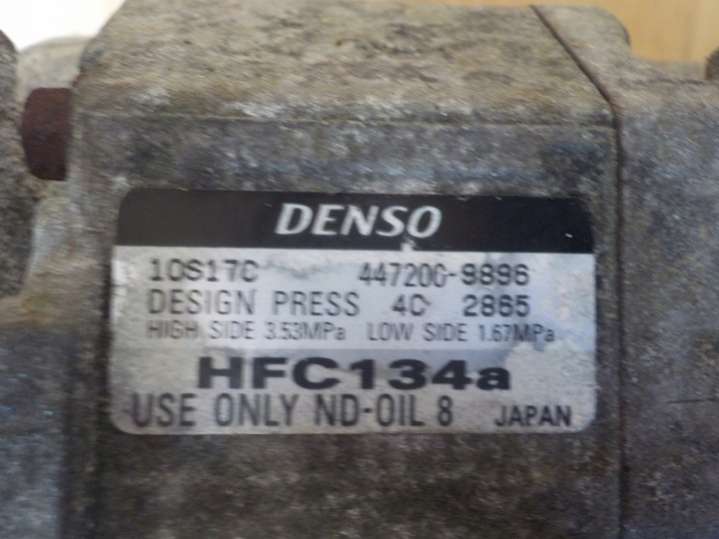 DENSO
10S17C 447200-9896
DESIGN PRESS 4C 2865
HIGH SIDE 3.53MPa LOW SIDE 1.67MPa
HFC134a
USE ONLY ND-OIL 8 JAPAN